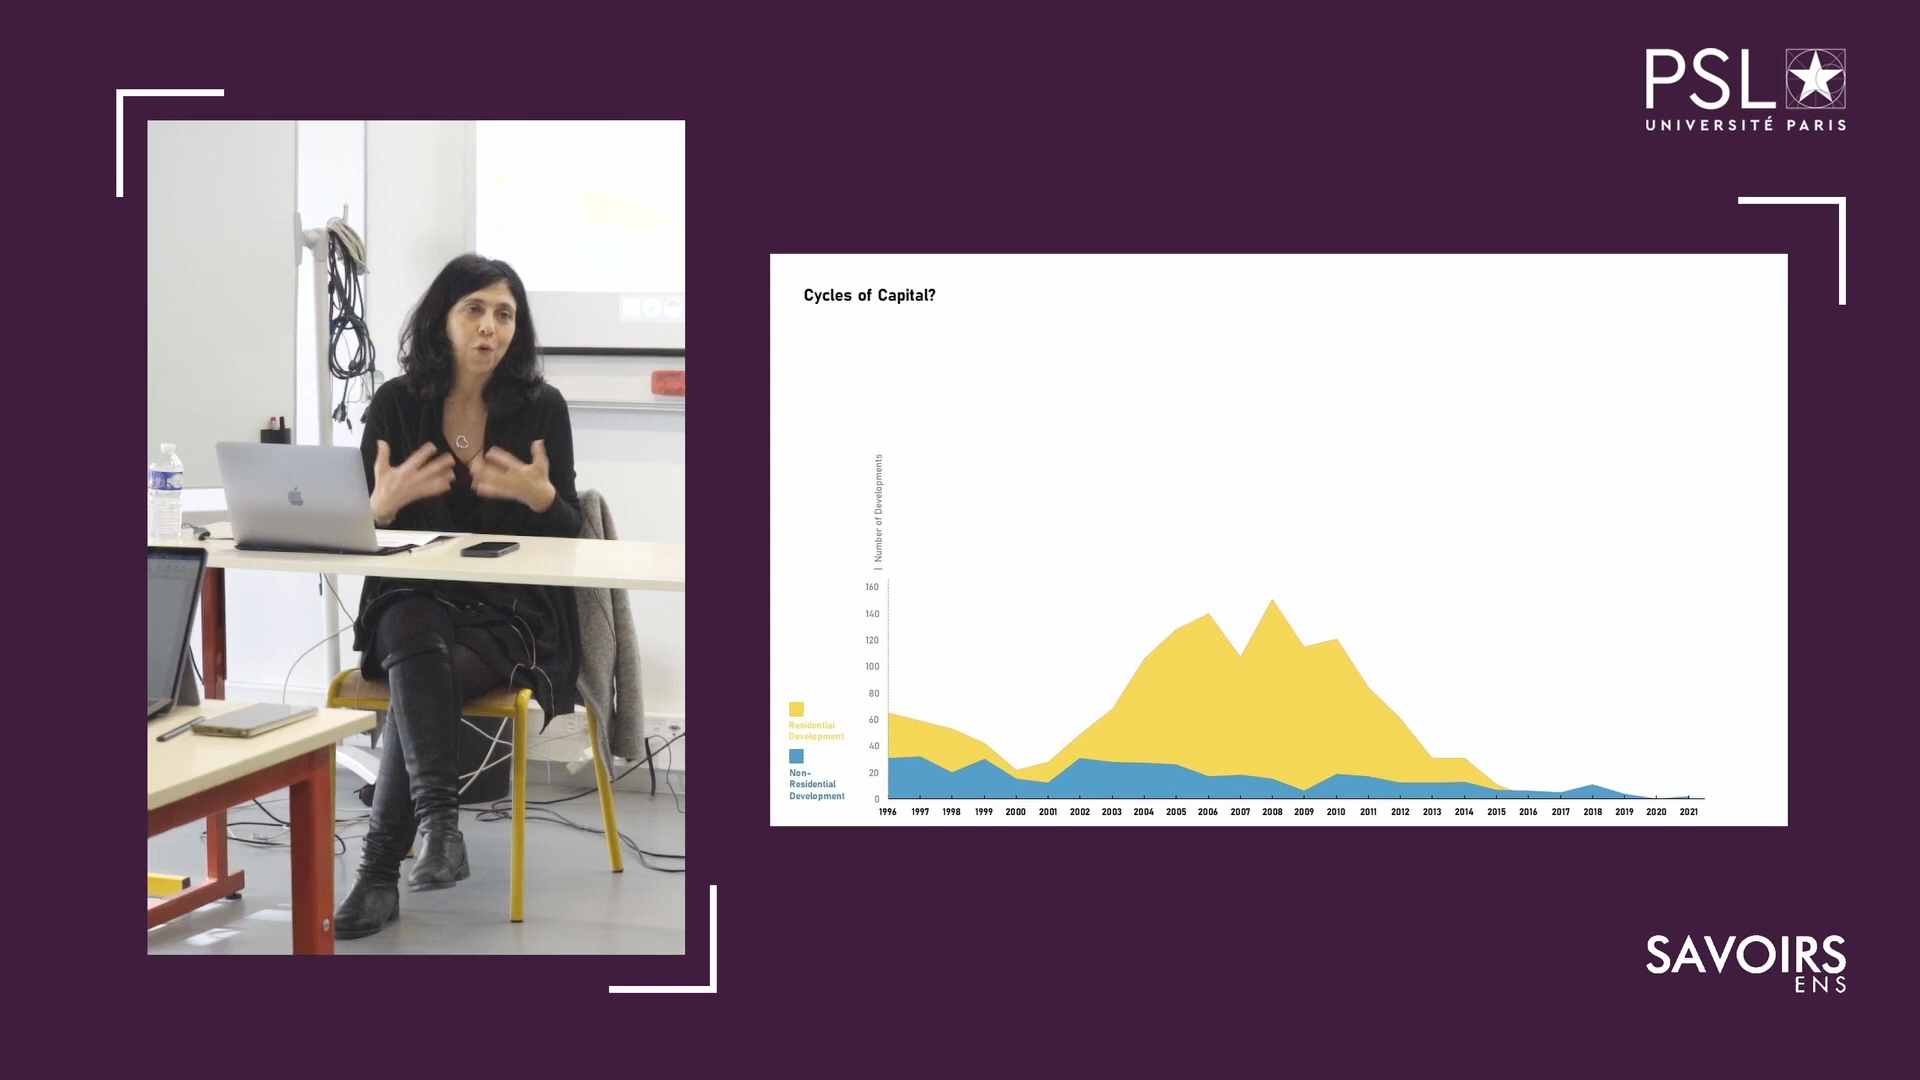 PSL
UNIVERSITÉ PARIS
Cycles of Capital?
| Number of Developments
160
140
120
100
80
60
40
20
0
Residential
Development
Non-
Residential
Development
1996 1997 1998 1999 2000 2001 2002 2003 2004 2005 2006 2007 2008 2009 2010 2011 2012 2013 2014 2015 2016 2017 2018 2019 2020 2021
SAVOIRS
ENS